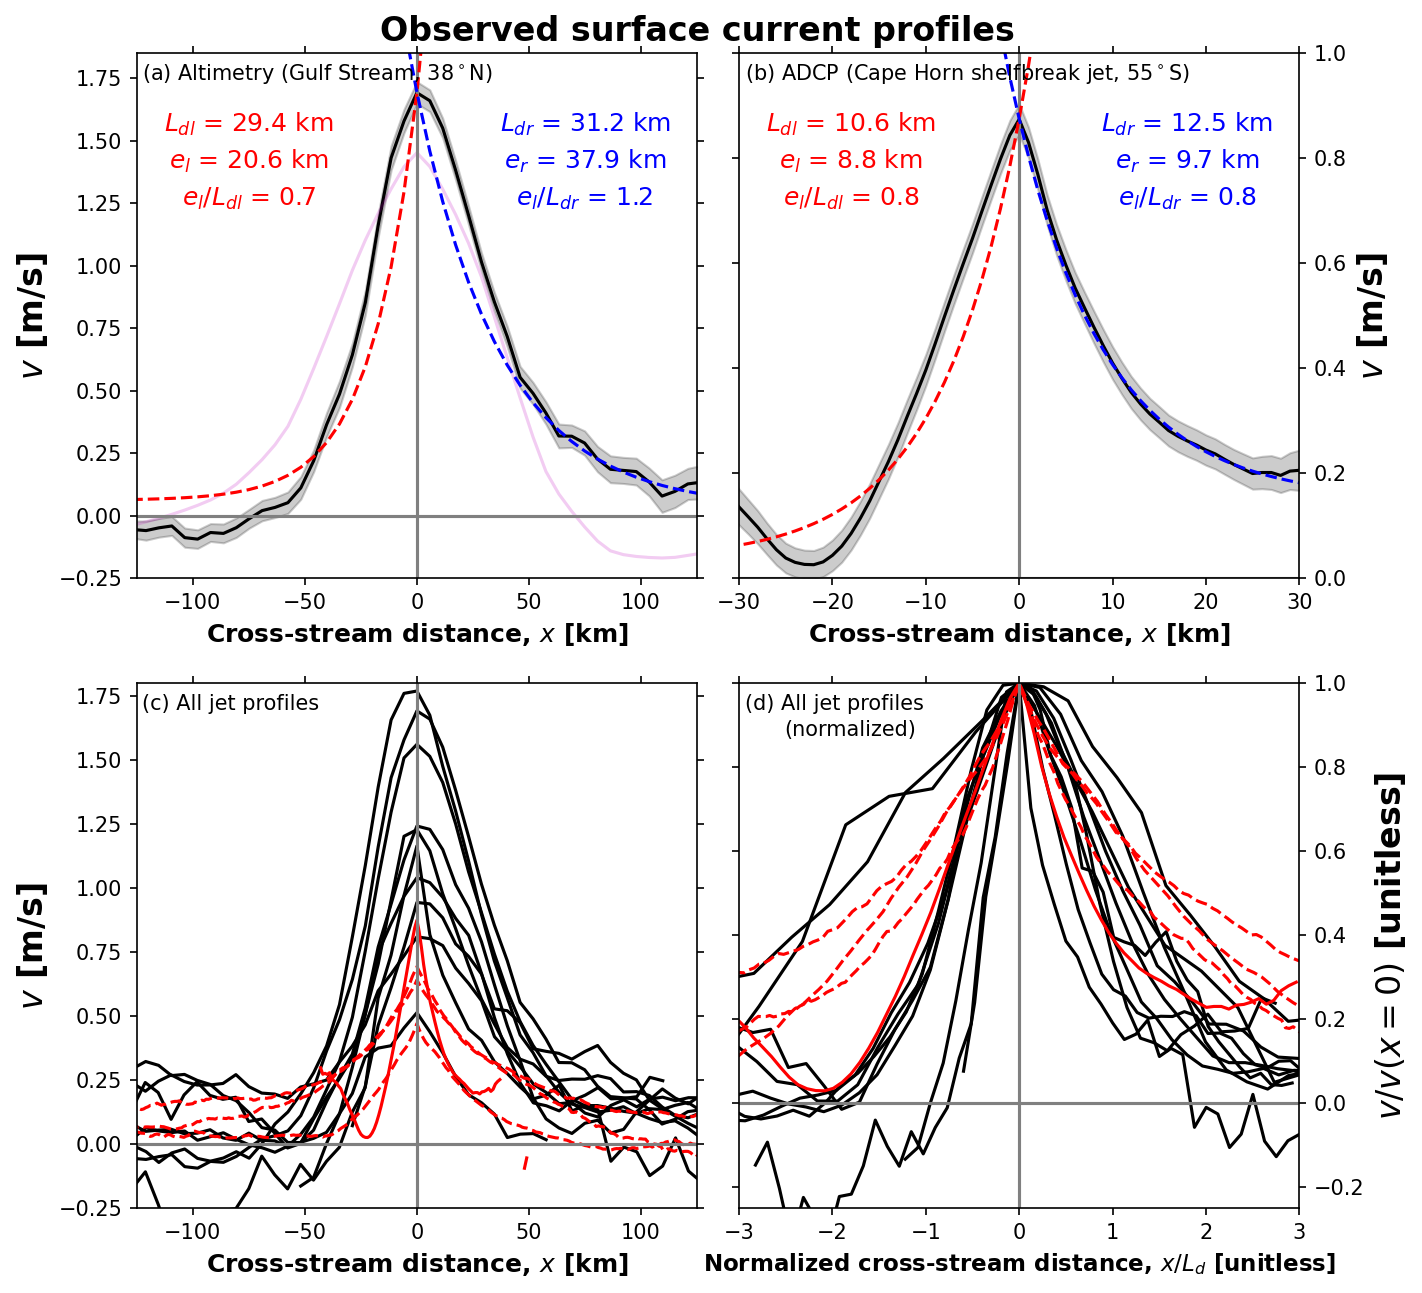 Observed surface current profiles
(a) Altimetry (Gulf Stream, 38°N)
L_dl = 29.4 km
e_l = 20.6 km
e_l/L_dl = 0.7
L_dr = 31.2 km
e_r = 37.9 km
e_l/L_dr = 1.2
1.75
1.50
1.25
1.00
0.75
0.50
0.25
0.00
−0.25
v [m/s]
−100 −50 0 50 100
Cross-stream distance, x [km]
(b) ADCP (Cape Horn shelfbreak jet, 55°S)
L_dl = 10.6 km
e_l = 8.8 km
e_l/L_dl = 0.8
L_dr = 12.5 km
e_r = 9.7 km
e_l/L_dr = 0.8
1.0
0.8
0.6
0.4
0.2
0.0
v [m/s]
−30 −20 −10 0 10 20 30
Cross-stream distance, x [km]
(c) All jet profiles
1.75
1.50
1.25
1.00
0.75
0.50
0.25
0.00
−0.25
v [m/s]
−100 −50 0 50 100
Cross-stream distance, x [km]
(d) All jet profiles
(normalized)
1.0
0.8
0.6
0.4
0.2
0.0
−0.2
v/v(x = 0) [unitless]
−3 −2 −1 0 1 2 3
Normalized cross-stream distance, x/L_d [unitless]